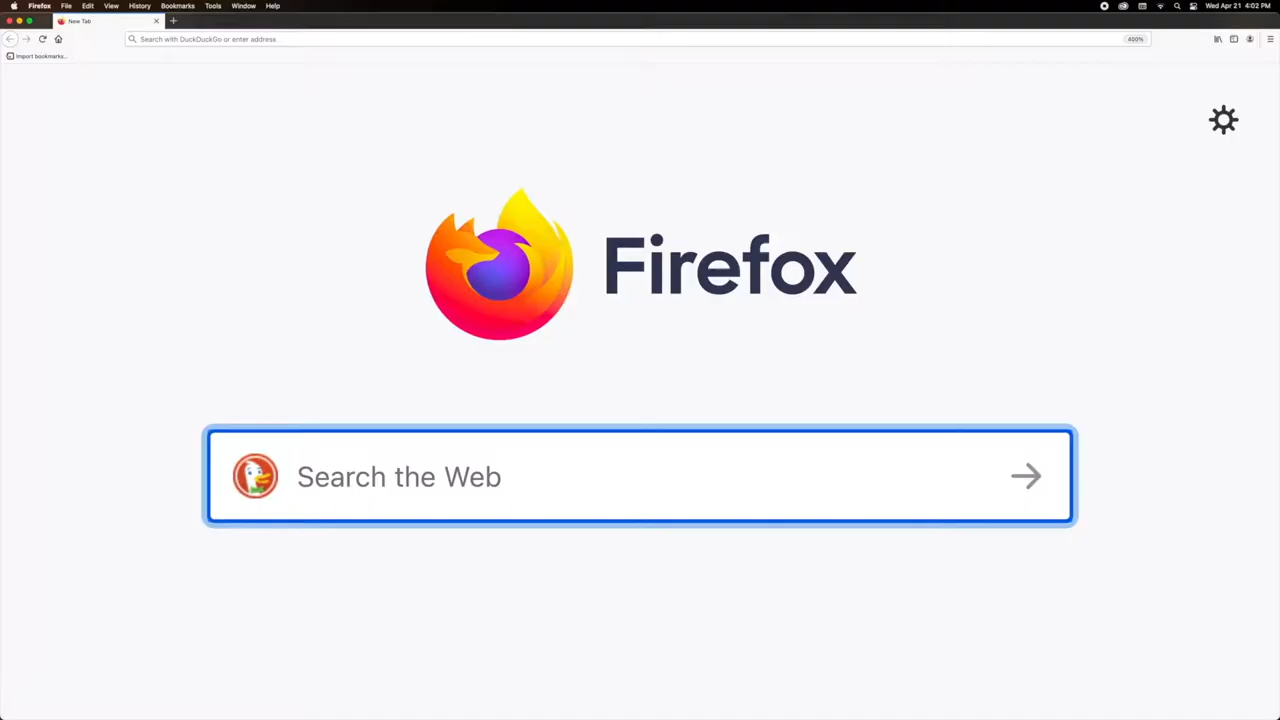 Firefox File Edit View History Bookmarks Tools Window Help Wed Apr 21 4:02 PM
New Tab
Search with DuckDuckGo or enter address 400%
Import bookmarks...
Firefox
Search the Web